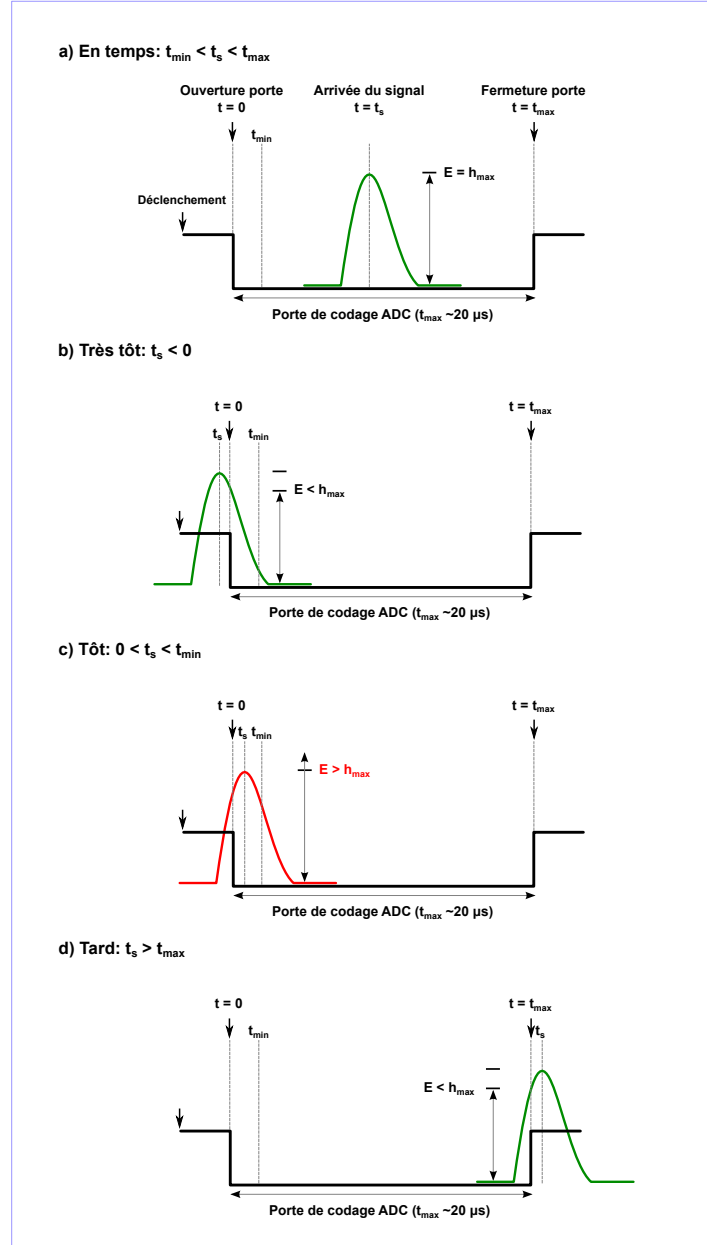 a) En temps: tmin < ts < tmax
Ouverture porte Arrivée du signal Fermeture porte
t = 0 t = ts t = tmax
tmin
E = hmax
Déclenchement
Porte de codage ADC (tmax ~20 µs)
b) Très tôt: ts < 0
t = 0 t = tmax
ts tmin
E < hmax
Porte de codage ADC (tmax ~20 µs)
c) Tôt: 0 < ts < tmin
t = 0 t = tmax
ts tmin
E > hmax
Porte de codage ADC (tmax ~20 µs)
d) Tard: ts > tmax
t = 0 t = tmax
tmin ts
E < hmax
Porte de codage ADC (tmax ~20 µs)